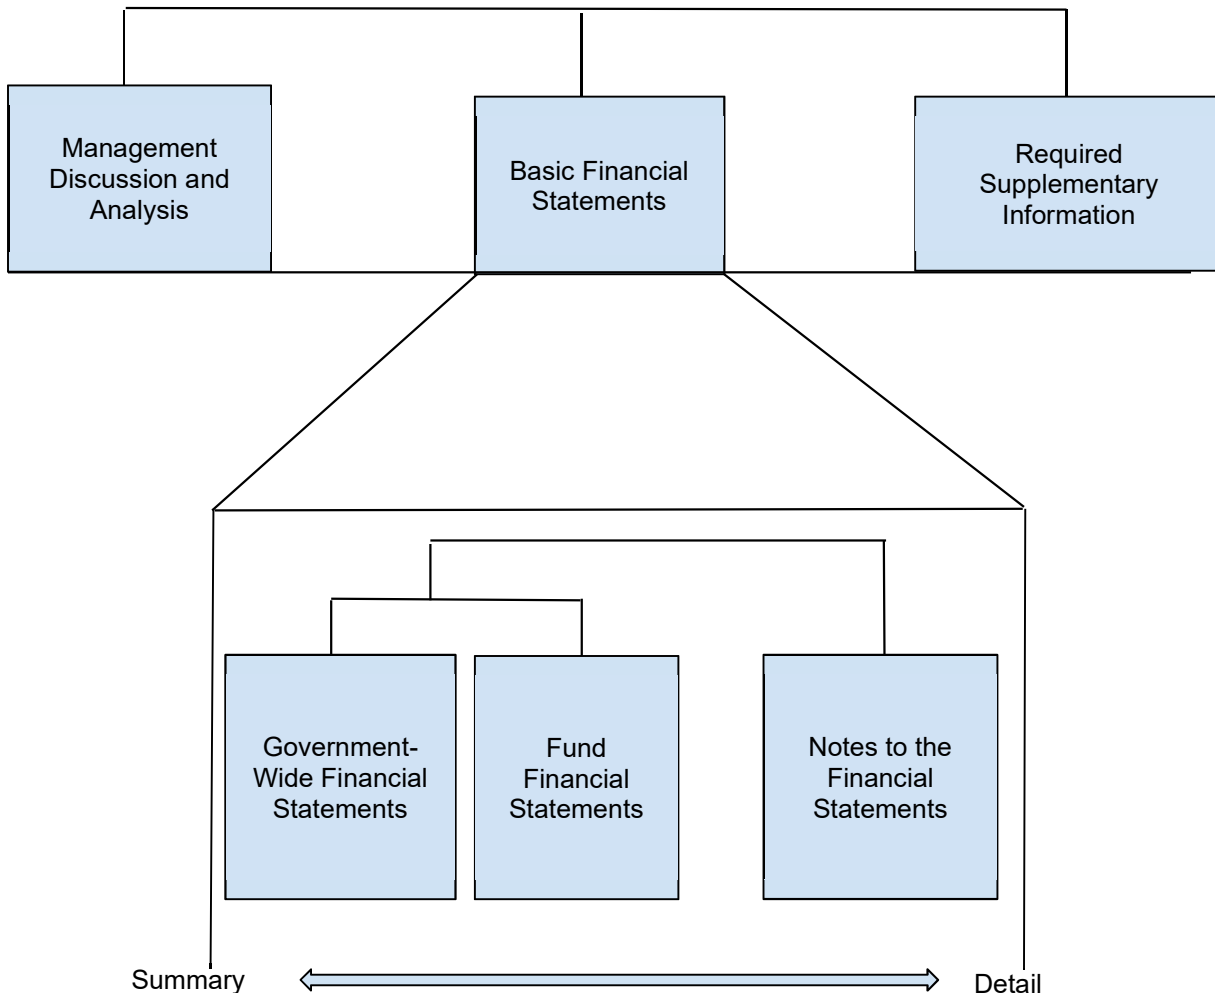 Management
Discussion and
Analysis
Basic Financial
Statements
Required
Supplementary
Information
Government-
Wide Financial
Statements
Fund
Financial
Statements
Notes to the
Financial
Statements
Summary
Detail